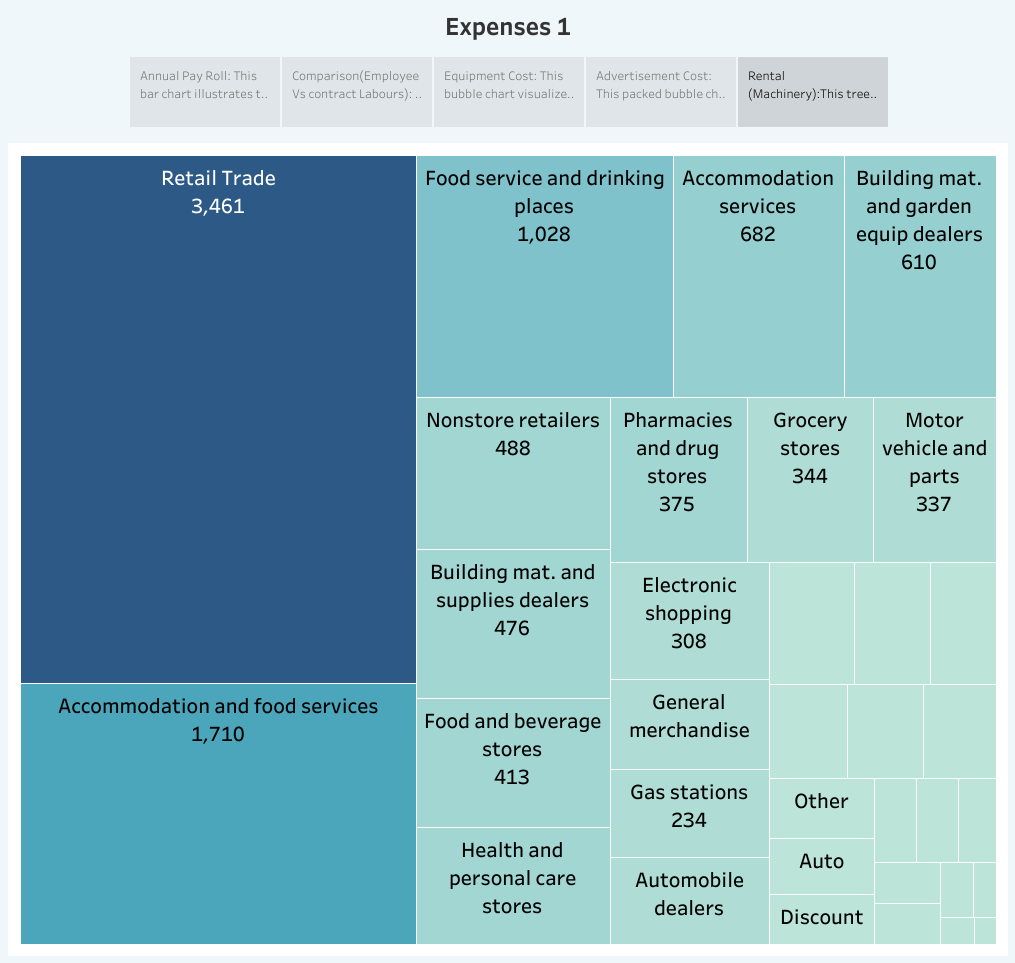 Expenses 1
Annual Pay Roll: This
bar chart illustrates t..
Comparison(Employee
Vs contract Labours): ..
Equipment Cost: This
bubble chart visualize..
Advertisement Cost:
This packed bubble ch..
Rental
(Machinery):This tree..
Retail Trade
3,461
Food service and drinking
places
1,028
Accommodation
services
682
Building mat.
and garden
equip dealers
610
Nonstore retailers
488
Pharmacies
and drug
stores
375
Grocery
stores
344
Motor
vehicle and
parts
337
Building mat. and
supplies dealers
476
Electronic
shopping
308
Accommodation and food services
1,710
General
merchandise
Food and beverage
stores
413
Gas stations
234
Other
Health and
personal care
stores
Automobile
dealers
Auto
Discount